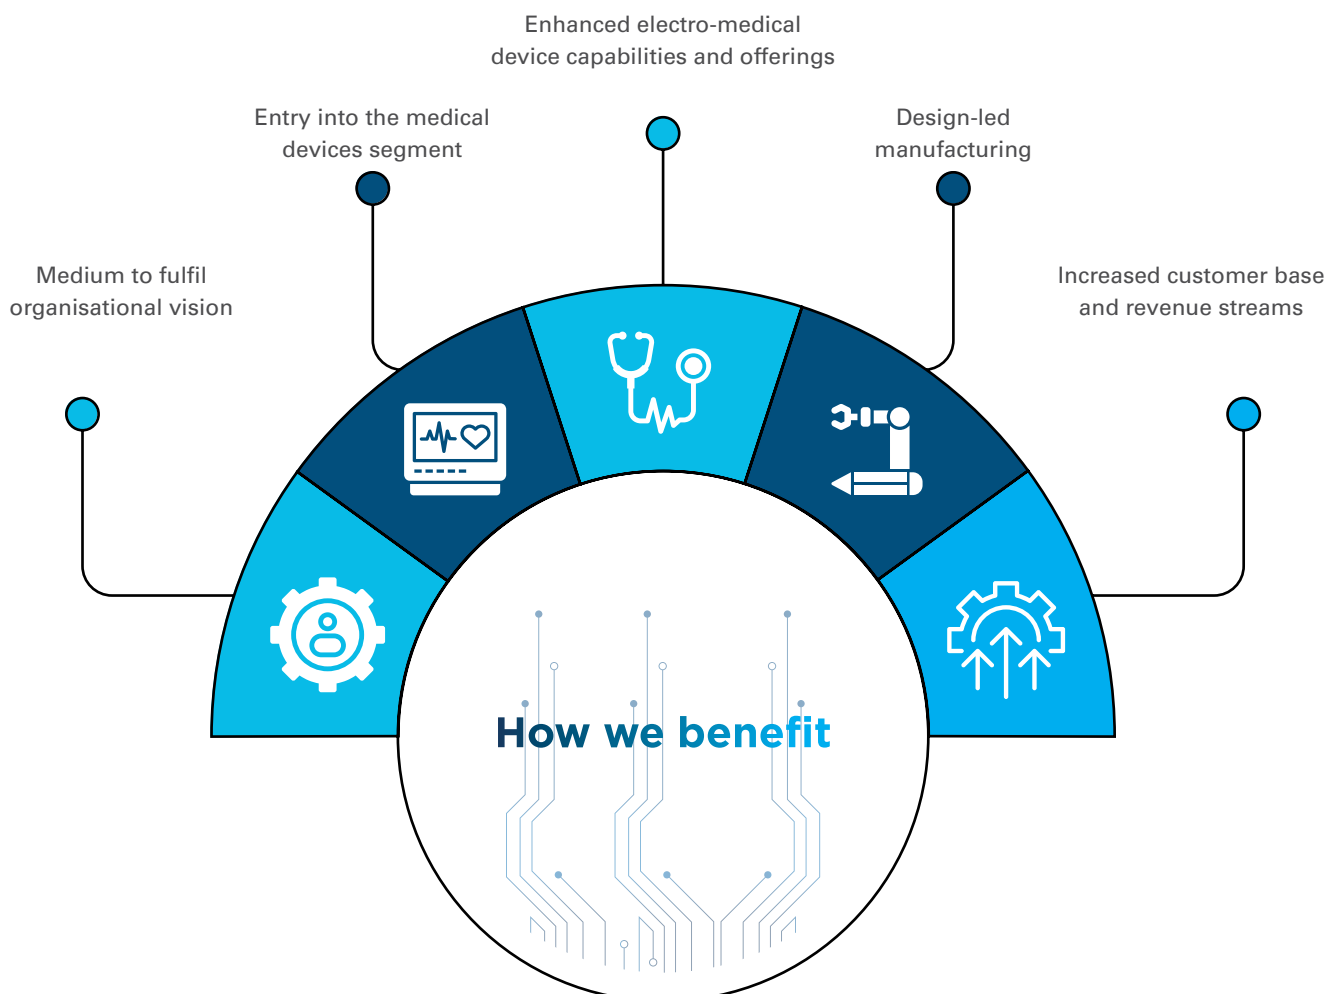 Enhanced electro-medical
device capabilities and offerings
Entry into the medical
devices segment
Design-led
manufacturing
Medium to fulfil
organisational vision
Increased customer base
and revenue streams
How we benefit